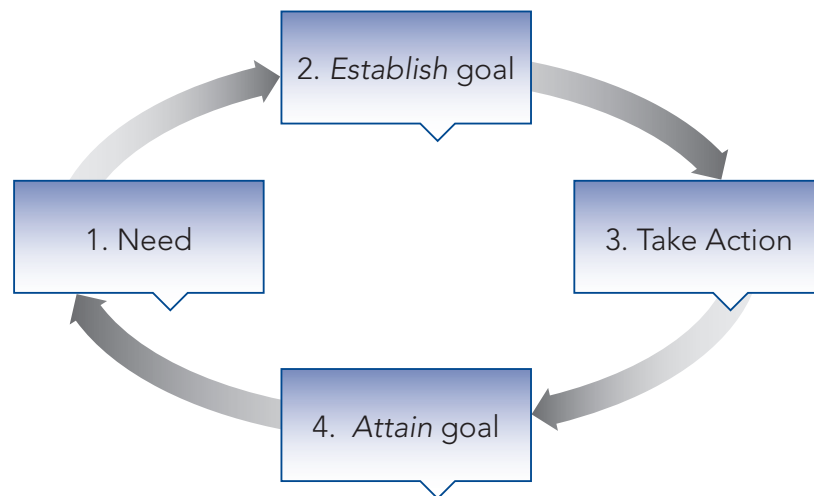 1. Need
2. Establish goal
3. Take Action
4. Attain goal